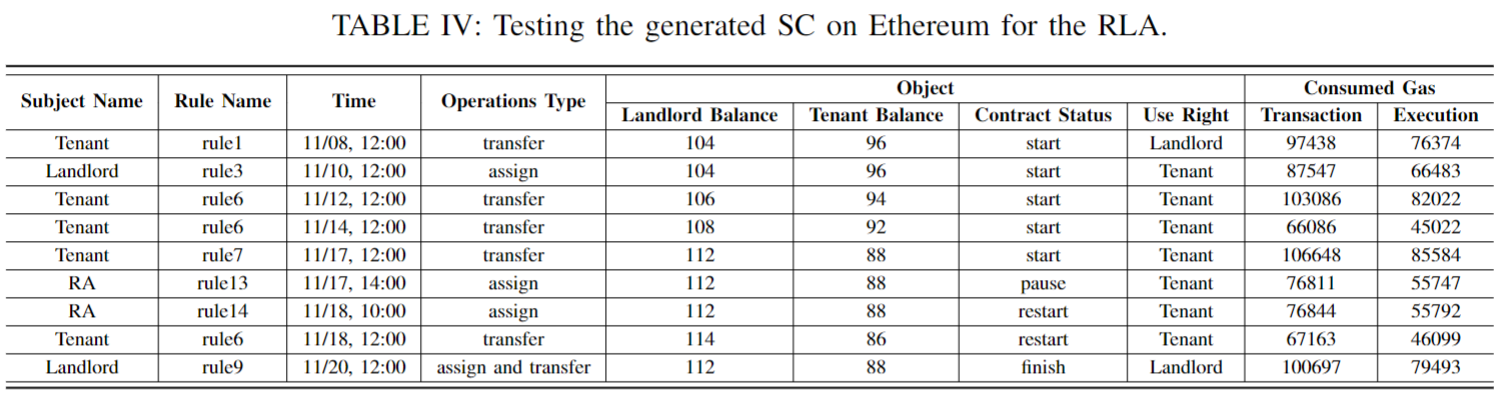 TABLE IV: Testing the generated SC on Ethereum for the RLA.
Subject Name Rule Name Time Operations Type Object Consumed Gas
Landlord Balance Tenant Balance Contract Status Use Right Transaction Execution
Tenant rule1 11/08, 12:00 transfer 104 96 start Landlord 97438 76374
Landlord rule3 11/10, 12:00 assign 104 96 start Tenant 87547 66483
Tenant rule6 11/12, 12:00 transfer 106 94 start Tenant 103086 82022
Tenant rule6 11/14, 12:00 transfer 108 92 start Tenant 66086 45022
Tenant rule7 11/17, 12:00 transfer 112 88 start Tenant 106648 85584
RA rule13 11/17, 14:00 assign 112 88 pause Tenant 76811 55747
RA rule14 11/18, 10:00 assign 112 88 restart Tenant 76844 55792
Tenant rule6 11/18, 12:00 transfer 114 86 restart Tenant 67163 46099
Landlord rule9 11/20, 12:00 assign and transfer 112 88 finish Landlord 100697 79493